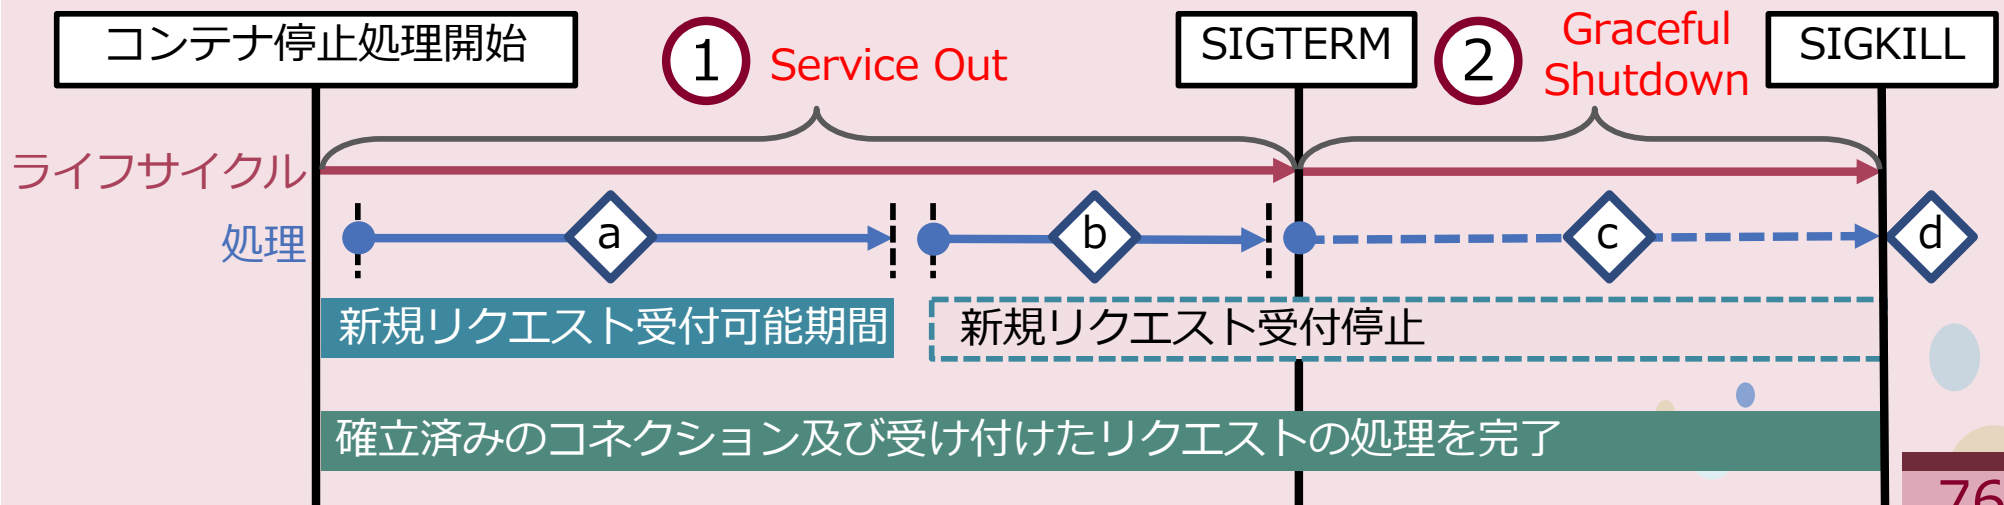 コンテナ停止処理開始
1
Service Out
SIGTERM
2
Graceful
Shutdown
SIGKILL
ライフサイクル
処理
a
b
c
d
新規リクエスト受付可能期間
新規リクエスト受付停止
確立済みのコネクション及び受け付けたリクエストの処理を完了
76